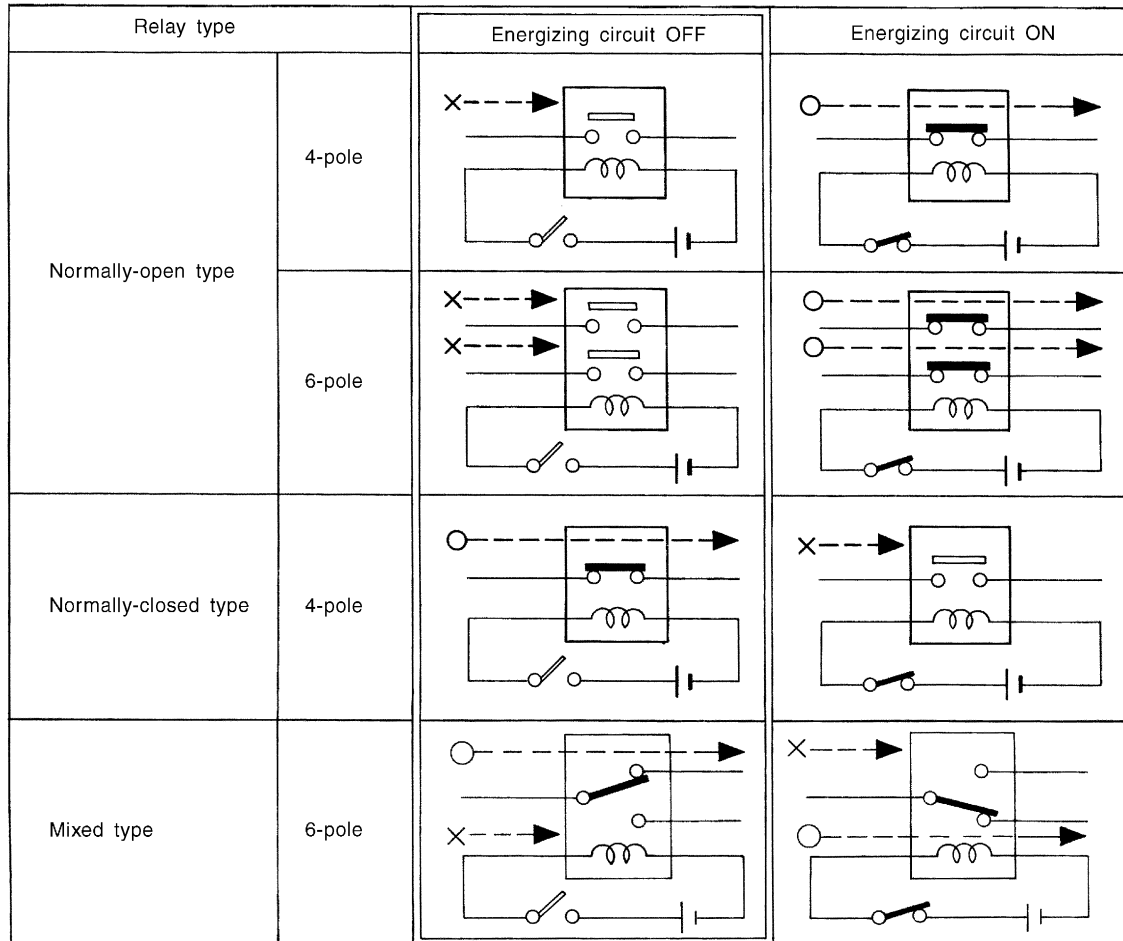 Relay type
Energizing circuit OFF
Energizing circuit ON
Normally-open type
4-pole
6-pole
Normally-closed type
4-pole
Mixed type
6-pole